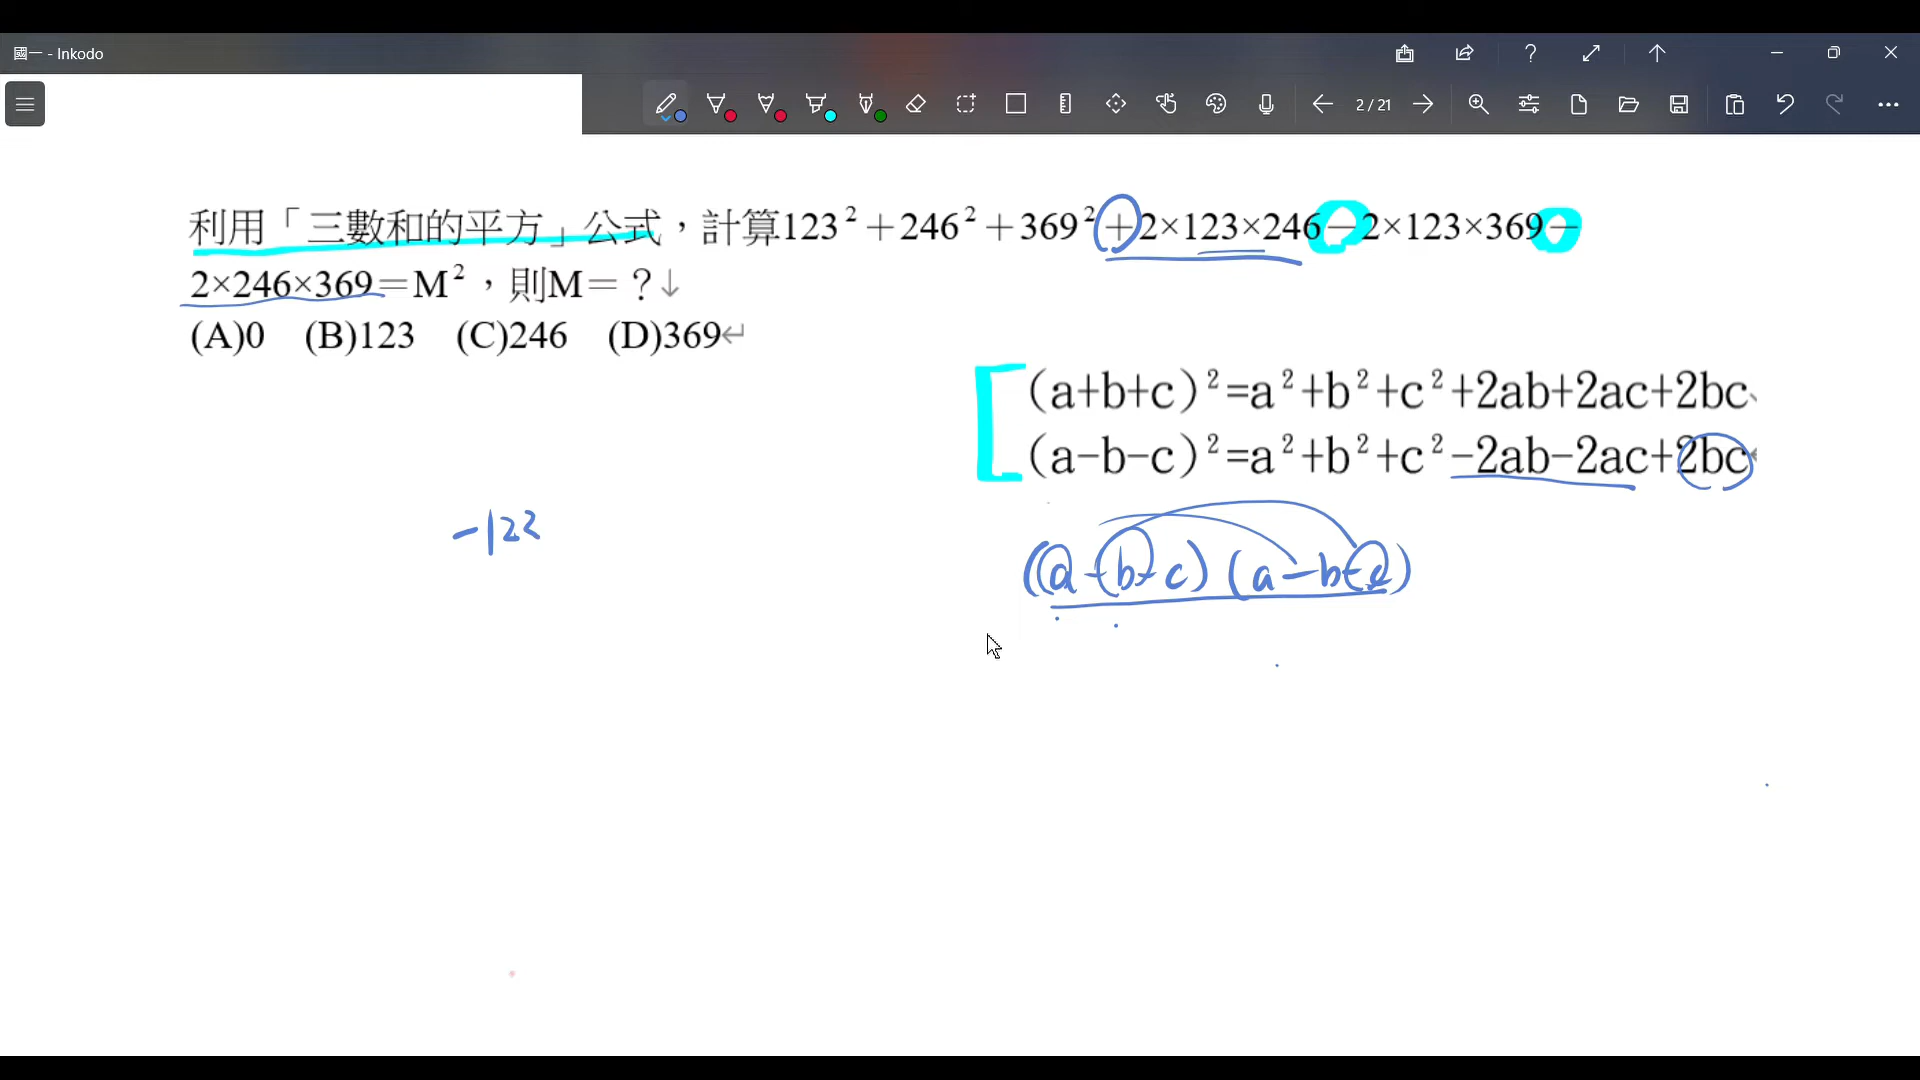 國一 - Inkodo
2 / 21
利用「三數和的平方」公式，計算123²＋246²＋369²＋2×123×246－2×123×369－
2×246×369＝M²，則M＝？↓
(A)0 (B)123 (C)246 (D)369↵
(a+b+c)²=a²+b²+c²+2ab+2ac+2bc
(a-b-c)²=a²+b²+c²-2ab-2ac+2bc
-122
(a-b-c)(a-b-c)